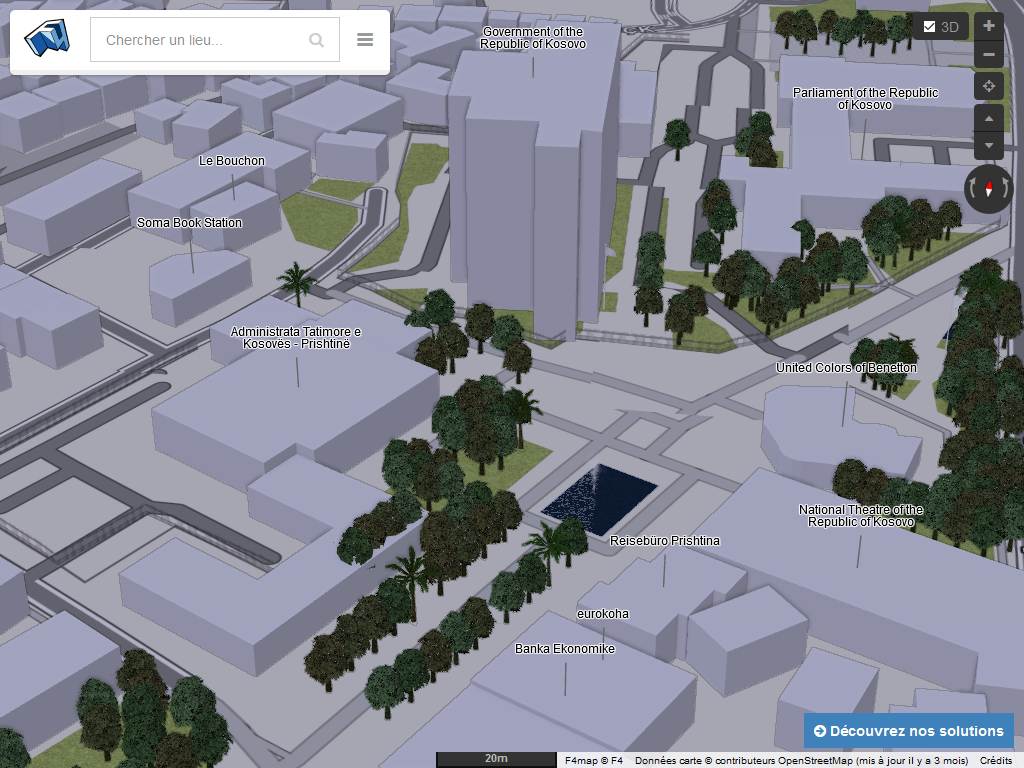 Chercher un lieu...
3D
Government of the
Republic of Kosovo
Parliament of the Republic
of Kosovo
Le Bouchon
Soma Book Station
Administrata Tatimore e
Kosovës - Prishtinë
United Colors of Benetton
National Theatre of the
Republic of Kosovo
Reisebüro Prishtina
eurokoha
Banka Ekonomike
Découvrez nos solutions
20m
F4map © F4 Données carte © contributeurs OpenStreetMap (mis à jour il y a 3 mois) Crédits